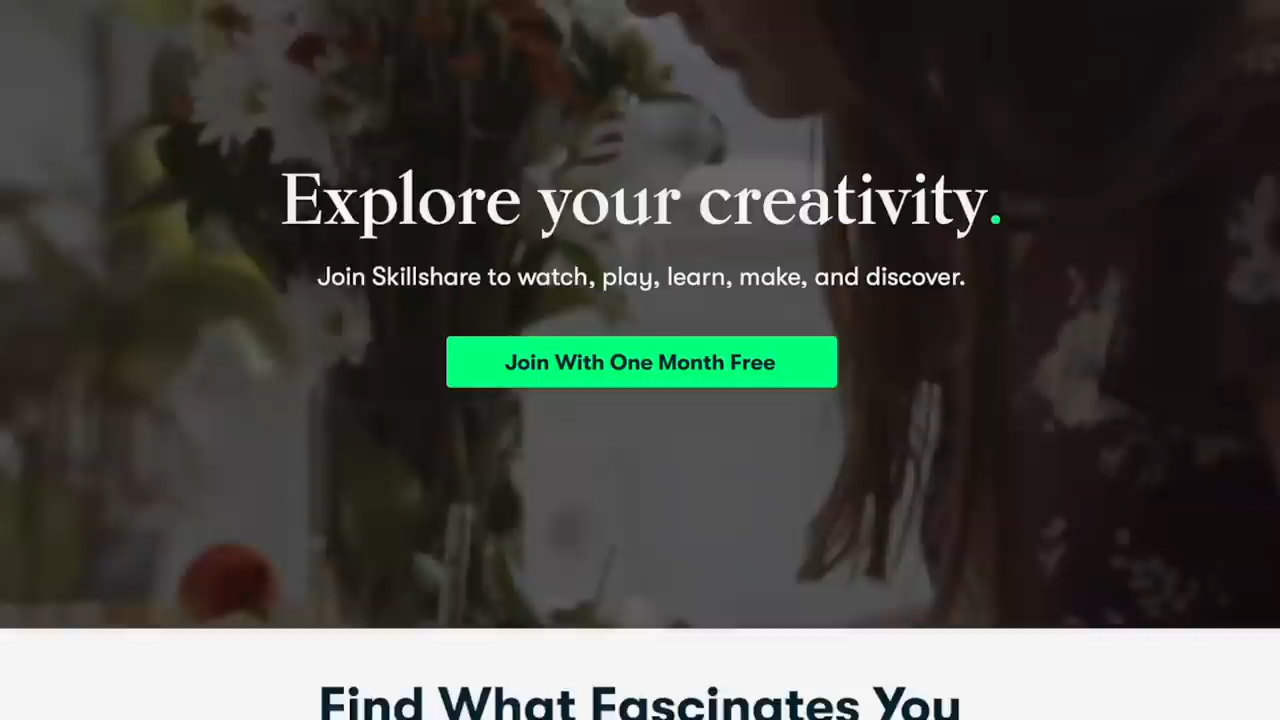 Explore your creativity.
Join Skillshare to watch, play, learn, make, and discover.
Join With One Month Free
Find What Fascinates You